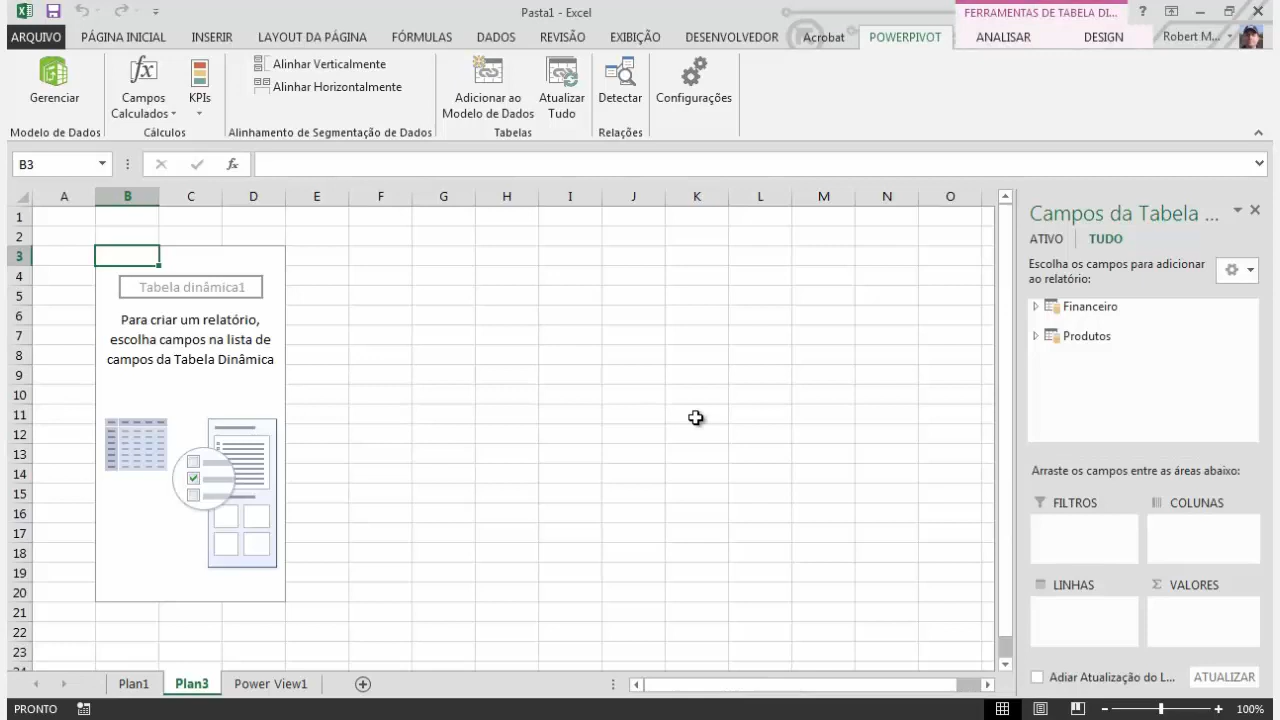 Pasta1 - Excel
FERRAMENTAS DE TABELA DI...
?
ARQUIVO
PÁGINA INICIAL
INSERIR
LAYOUT DA PÁGINA
FÓRMULAS
DADOS
REVISÃO
EXIBIÇÃO
DESENVOLVEDOR
Acrobat
POWERPIVOT
ANALISAR
DESIGN
Robert M...
Gerenciar
Campos
Calculados
KPIs
Alinhar Verticalmente
Alinhar Horizontalmente
Adicionar ao
Modelo de Dados
Atualizar
Tudo
Detectar
Configurações
Modelo de Dados
Cálculos
Alinhamento de Segmentação de Dados
Tabelas
Relações
B3
fx
A B C D E F G H I J K L M N O
1
2
3
4
5
6
7
8
9
10
11
12
13
14
15
16
17
18
19
20
21
22
23
Tabela dinâmica1
Para criar um relatório,
escolha campos na lista de
campos da Tabela Dinâmica
Campos da Tabela ...
ATIVO
TUDO
Escolha os campos para adicionar
ao relatório:
Financeiro
Produtos
Arraste os campos entre as áreas abaixo:
FILTROS
COLUNAS
LINHAS
Σ VALORES
Adiar Atualização do L...
ATUALIZAR
Plan1
Plan3
Power View1
PRONTO
100%